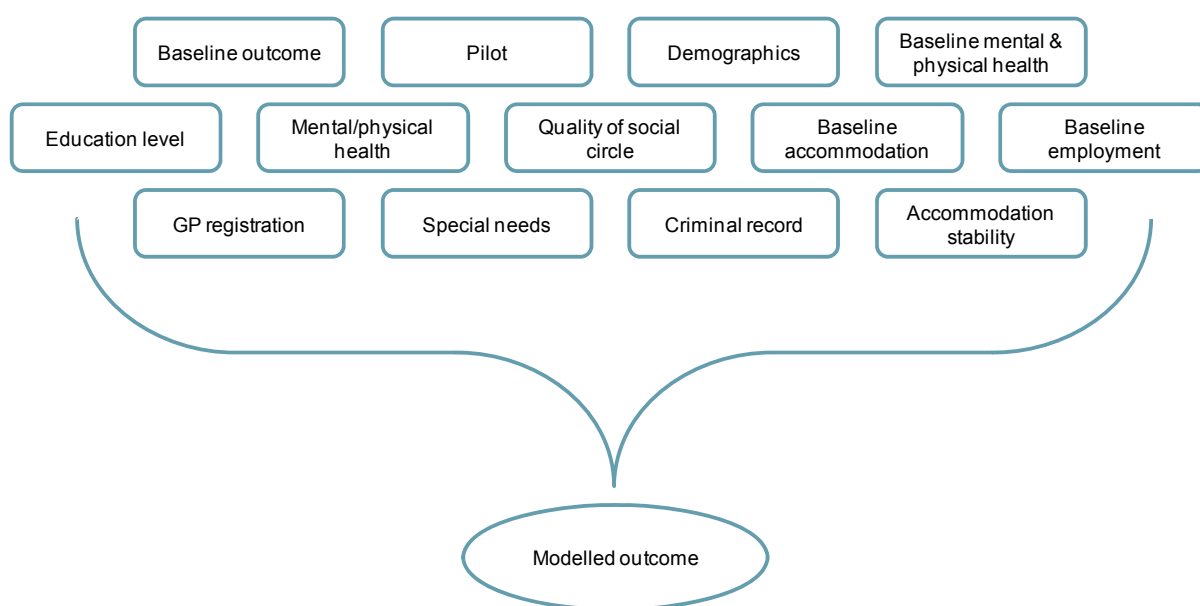 Baseline outcome
Pilot
Demographics
Baseline mental &
physical health
Education level
Mental/physical
health
Quality of social
circle
Baseline
accommodation
Baseline
employment
GP registration
Special needs
Criminal record
Accommodation
stability
Modelled outcome